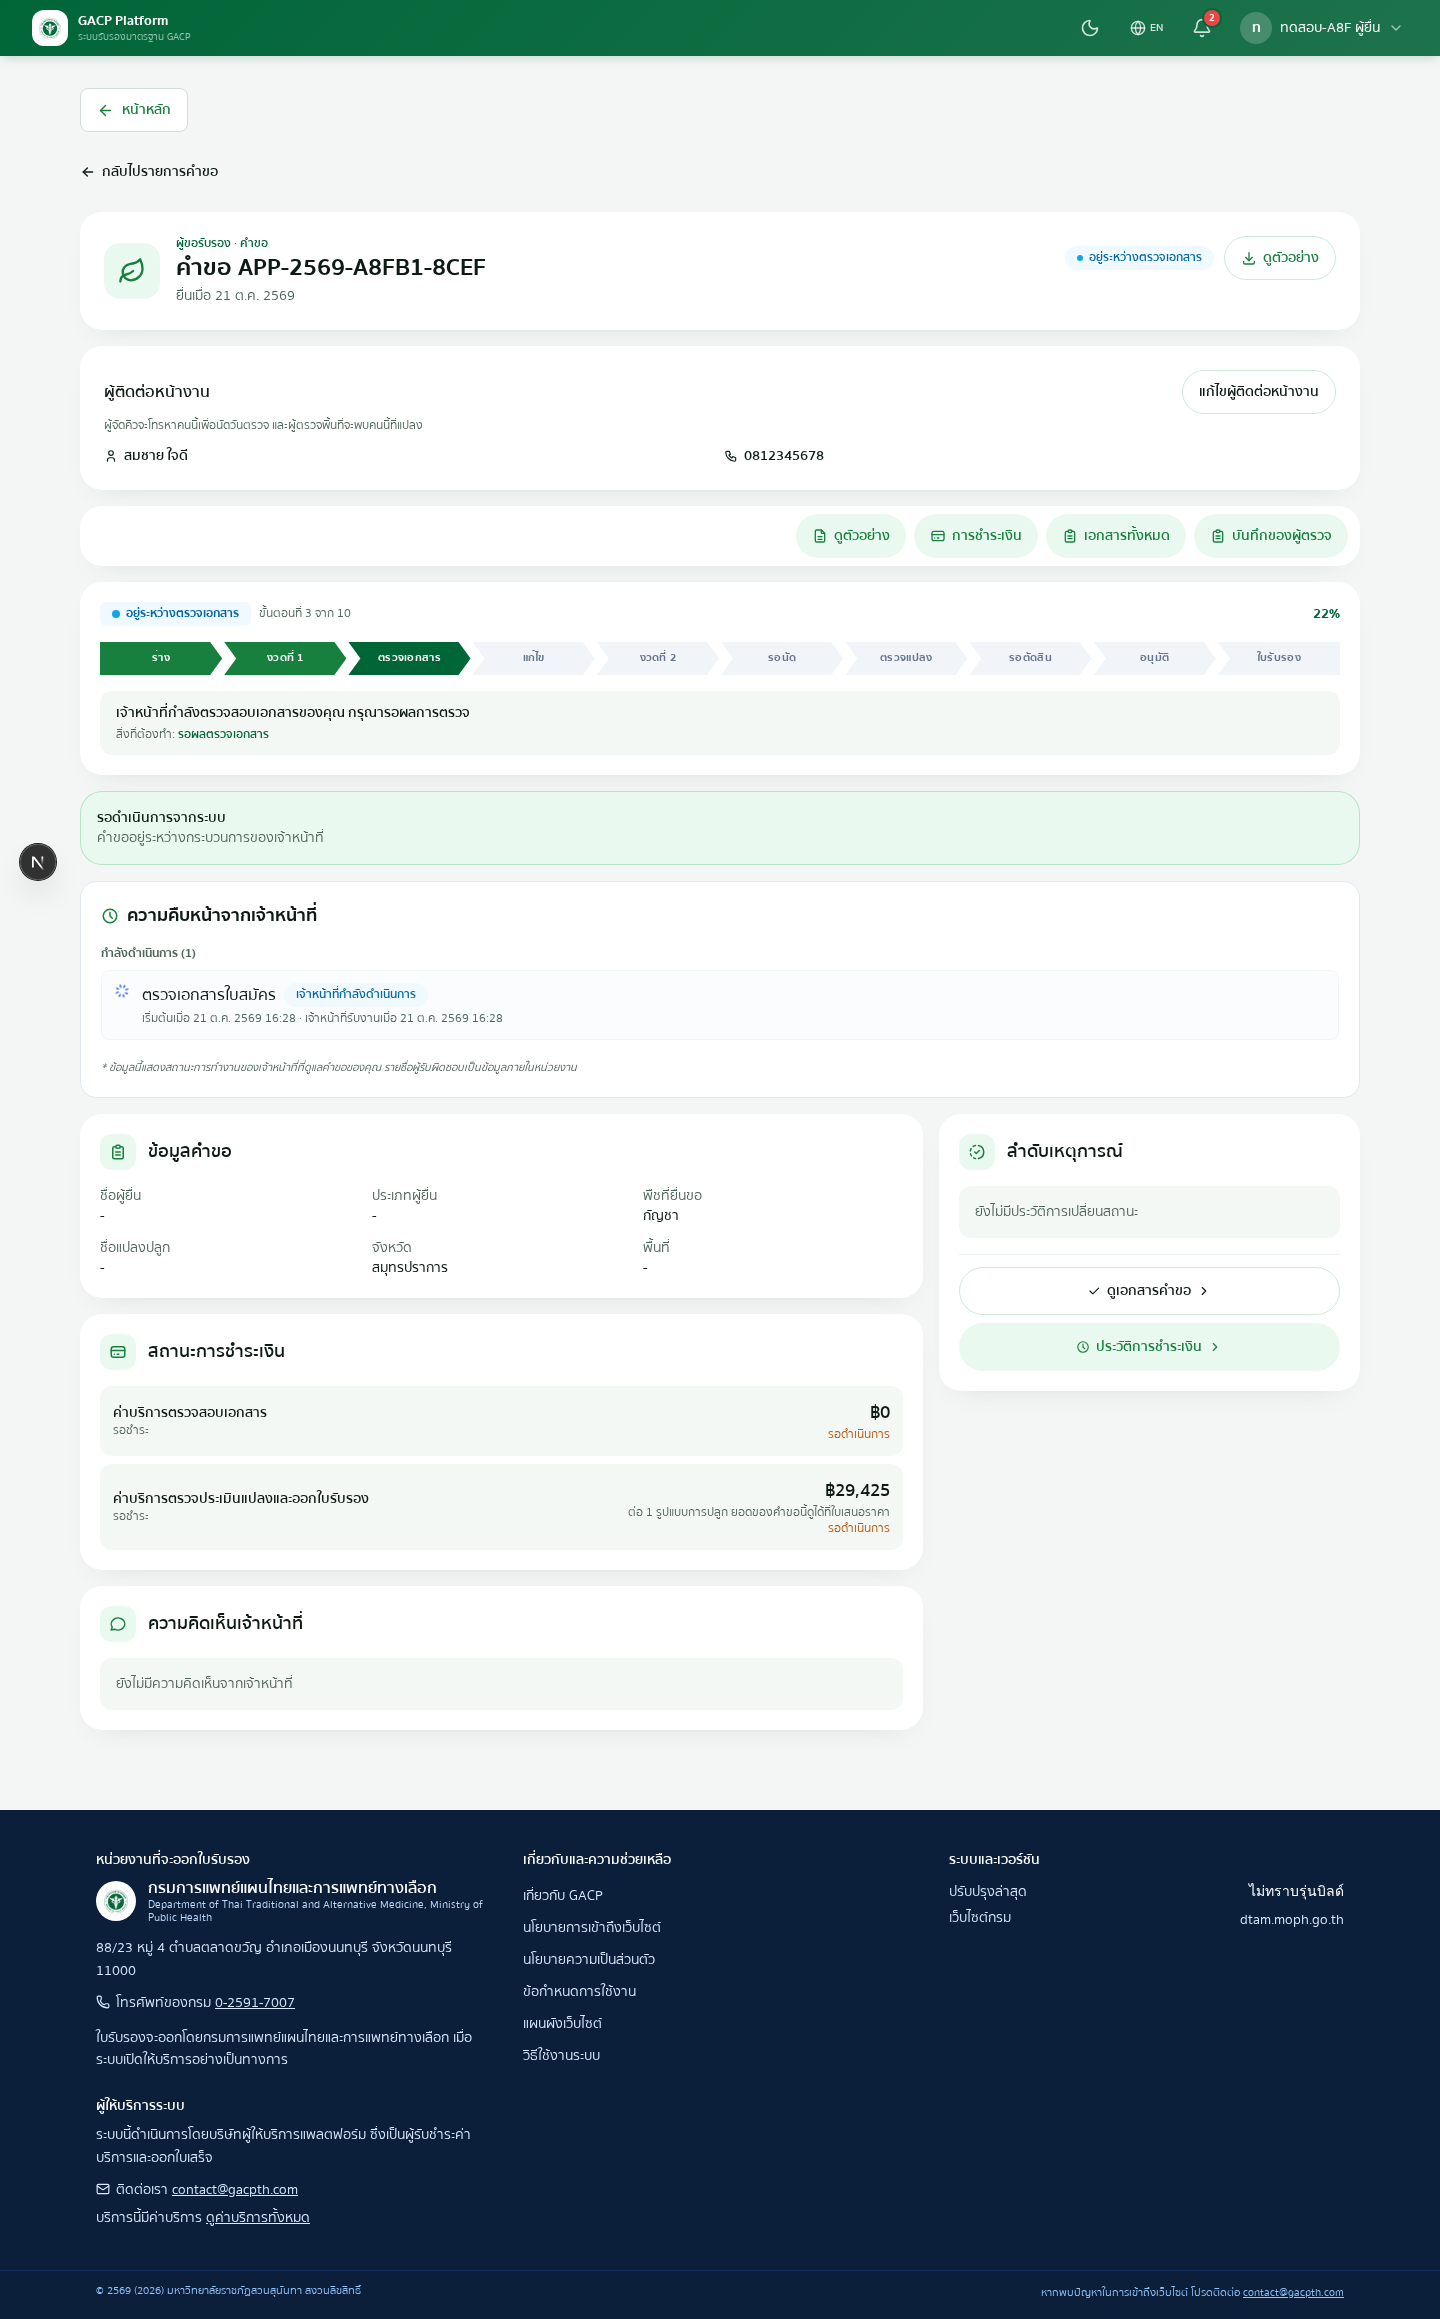 GACP Platform
ระบบรับรองมาตรฐาน GACP
EN
2
ท
ทดสอบ-A8F ผู้ยื่น
หน้าหลัก
กลับไปรายการคำขอ
ผู้ขอรับรอง · คำขอ
คำขอ APP-2569-A8FB1-8CEF
ยื่นเมื่อ 21 ต.ค. 2569
อยู่ระหว่างตรวจเอกสาร
ดูตัวอย่าง
ผู้ติดต่อหน้างาน
แก้ไขผู้ติดต่อหน้างาน
ผู้จัดคิวจะโทรหาคนนี้เพื่อนัดวันตรวจ และผู้ตรวจพื้นที่จะพบคนนี้ที่แปลง
สมชาย ใจดี
0812345678
ดูตัวอย่าง
การชำระเงิน
เอกสารทั้งหมด
บันทึกของผู้ตรวจ
อยู่ระหว่างตรวจเอกสาร
ขั้นตอนที่ 3 จาก 10
22%
ร่าง
งวดที่ 1
ตรวจเอกสาร
แก้ไข
งวดที่ 2
รอนัด
ตรวจแปลง
รอตัดสิน
อนุมัติ
ใบรับรอง
เจ้าหน้าที่กำลังตรวจสอบเอกสารของคุณ กรุณารอผลการตรวจ
สิ่งที่ต้องทำ: รอผลตรวจเอกสาร
รอดำเนินการจากระบบ
คำขออยู่ระหว่างกระบวนการของเจ้าหน้าที่
N
ความคืบหน้าจากเจ้าหน้าที่
กำลังดำเนินการ (1)
ตรวจเอกสารใบสมัคร
เจ้าหน้าที่กำลังดำเนินการ
เริ่มต้นเมื่อ 21 ต.ค. 2569 16:28 · เจ้าหน้าที่รับงานเมื่อ 21 ต.ค. 2569 16:28
* ข้อมูลนี้แสดงสถานะการทำงานของเจ้าหน้าที่ที่ดูแลคำขอของคุณ รายชื่อผู้รับผิดชอบเป็นข้อมูลภายในหน่วยงาน
ข้อมูลคำขอ
ชื่อผู้ยื่น
-
ประเภทผู้ยื่น
-
พืชที่ยื่นขอ
กัญชา
ชื่อแปลงปลูก
-
จังหวัด
สมุทรปราการ
พื้นที่
-
ลำดับเหตุการณ์
ยังไม่มีประวัติการเปลี่ยนสถานะ
ดูเอกสารคำขอ
ประวัติการชำระเงิน
สถานะการชำระเงิน
ค่าบริการตรวจสอบเอกสาร
รอชำระ
฿0
รอดำเนินการ
ค่าบริการตรวจประเมินแปลงและออกใบรับรอง
รอชำระ
฿29,425
ต่อ 1 รูปแบบการปลูก ยอดของคำขอนี้ดูได้ที่ใบเสนอราคา
รอดำเนินการ
ความคิดเห็นเจ้าหน้าที่
ยังไม่มีความคิดเห็นจากเจ้าหน้าที่
หน่วยงานที่จะออกใบรับรอง
กรมการแพทย์แผนไทยและการแพทย์ทางเลือก
Department of Thai Traditional and Alternative Medicine, Ministry of
Public Health
88/23 หมู่ 4 ตำบลตลาดขวัญ อำเภอเมืองนนทบุรี จังหวัดนนทบุรี
11000
โทรศัพท์ของกรม 0-2591-7007
ใบรับรองจะออกโดยกรมการแพทย์แผนไทยและการแพทย์ทางเลือก เมื่อ
ระบบเปิดให้บริการอย่างเป็นทางการ
ผู้ให้บริการระบบ
ระบบนี้ดำเนินการโดยบริษัทผู้ให้บริการแพลตฟอร์ม ซึ่งเป็นผู้รับชำระค่า
บริการและออกใบเสร็จ
ติดต่อเรา contact@gacpth.com
บริการนี้มีค่าบริการ ดูค่าบริการทั้งหมด
เกี่ยวกับและความช่วยเหลือ
เกี่ยวกับ GACP
นโยบายการเข้าถึงเว็บไซต์
นโยบายความเป็นส่วนตัว
ข้อกำหนดการใช้งาน
แผนผังเว็บไซต์
วิธีใช้งานระบบ
ระบบและเวอร์ชัน
ปรับปรุงล่าสุด
ไม่ทราบรุ่นบิลด์
เว็บไซต์กรม
dtam.moph.go.th
© 2569 (2026) มหาวิทยาลัยราชภัฏสวนสุนันทา สงวนลิขสิทธิ์
หากพบปัญหาในการเข้าถึงเว็บไซต์ โปรดติดต่อ contact@gacpth.com